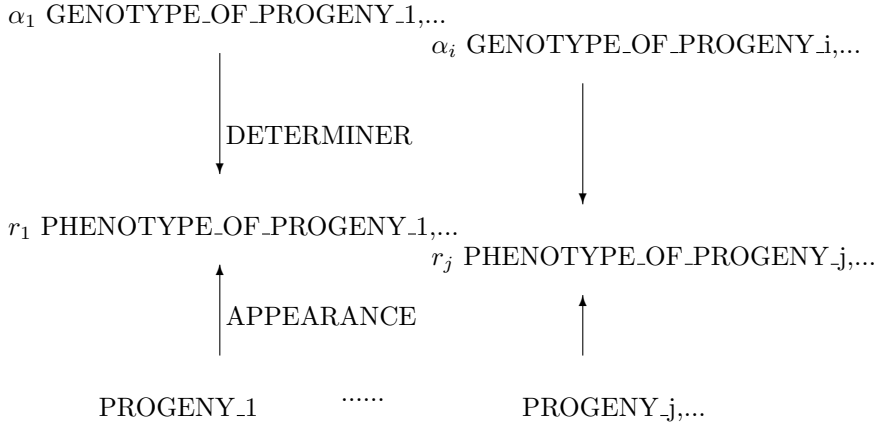 α₁ GENOTYPE_OF_PROGENY_1,...
αᵢ GENOTYPE_OF_PROGENY_i,...
DETERMINER
r₁ PHENOTYPE_OF_PROGENY_1,...
rⱼ PHENOTYPE_OF_PROGENY_j,...
APPEARANCE
PROGENY_1 ...... PROGENY_j,...